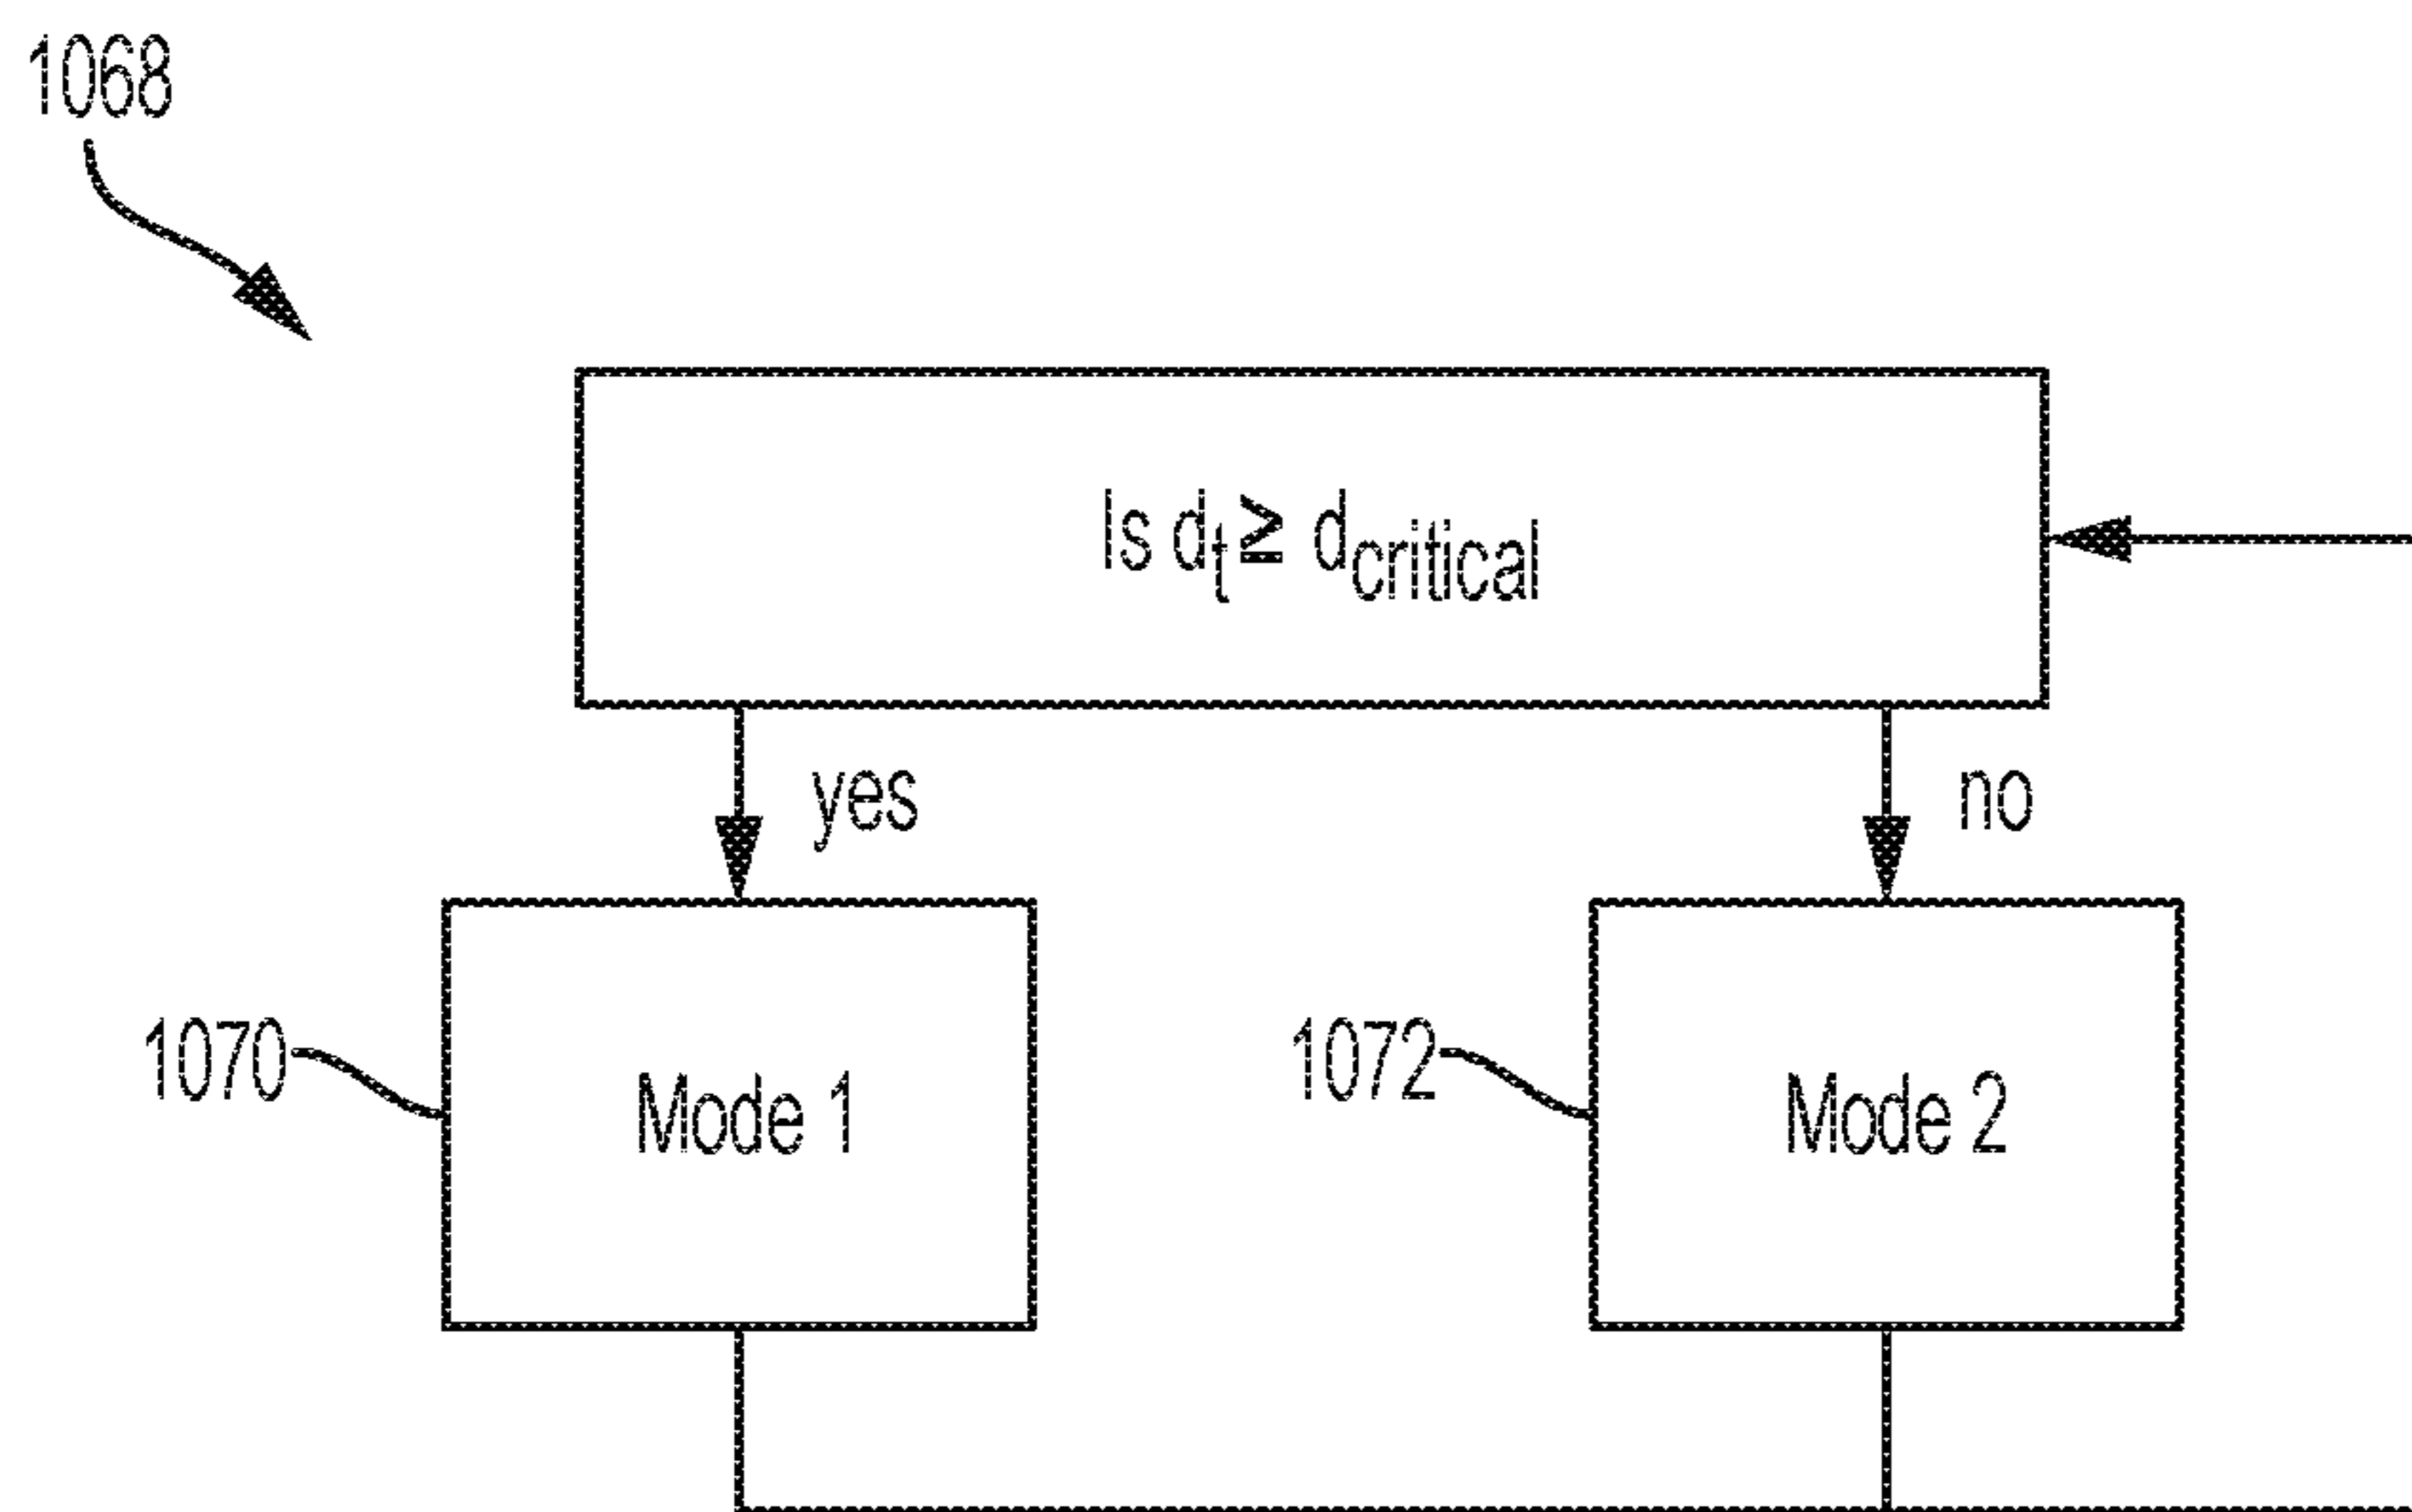 1068
Is dt ≥ dcritical
yes
no
1070
Mode 1
1072
Mode 2